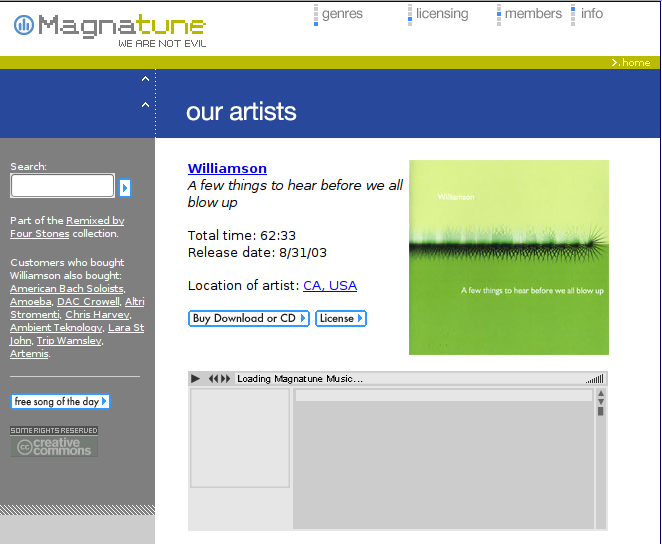 Magnatune
WE ARE NOT EVIL
genres
licensing
members
info
home
our artists
Search:
Part of the Remixed by
Four Stones collection.
Customers who bought
Williamson also bought:
American Bach Soloists,
Amoeba, DAC Crowell, Altri
Stromenti, Chris Harvey,
Ambient Teknology, Lara St
John, Trip Wamsley,
Artemis.
free song of the day
SOME RIGHTS RESERVED
cc creative
commons
Williamson
A few things to hear before we all
blow up
Total time: 62:33
Release date: 8/31/03
Location of artist: CA, USA
Buy Download or CD
License
Williamson
A few things to hear before we all blow up
Loading Magnatune Music...